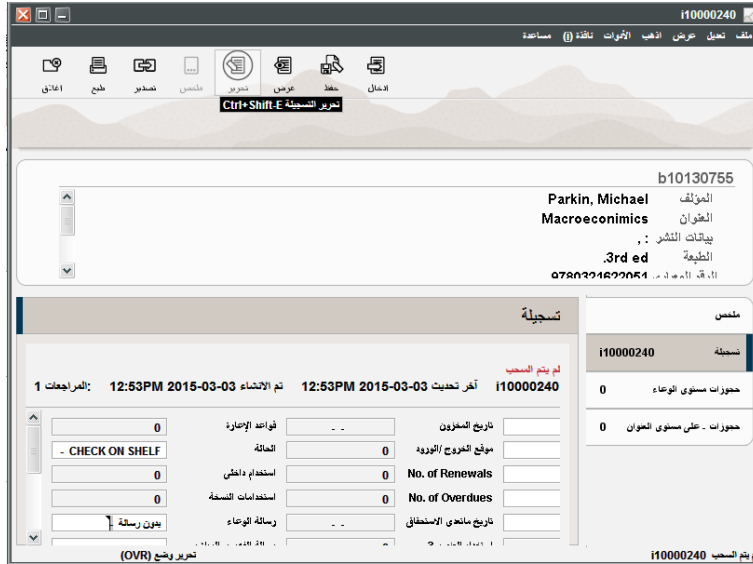 i10000240
ملف تعديل عرض اذهب الأدوات نافذة (j) مساعدة
ادخال حفظ عرض تحرير ملخص تصدير طبع اغلاق
تحرير التسجيلة Ctrl+Shift-E
b10130755
المؤلف Parkin, Michael
العنوان Macroeconimics
بيانات النشر : ,
الطبعة 3rd ed.
9780321622051
ملخص
تسجيلة i10000240
حجوزات مستوى الوعاء 0
حجوزات - على مستوى العنوان 0
تسجيلة
لم يتم السحب
i10000240 آخر تحديث 2015-03-03 12:53PM تم الانشاء 2015-03-03 12:53PM المراجعات: 1
تاريخ المخزون - - قواعد الإعارة 0
موقع الخروج /الورود 0 الحالة - CHECK ON SHELF
No. of Renewals 0 استخدام داخلى 0
No. of Overdues 0 استخدامات النسخة 0
تاريخ ماتعدى الاستحقاق - - رسالة الوعاء بدون رسالة -
يتم السحب i10000240
تحرير وضع (OVR)